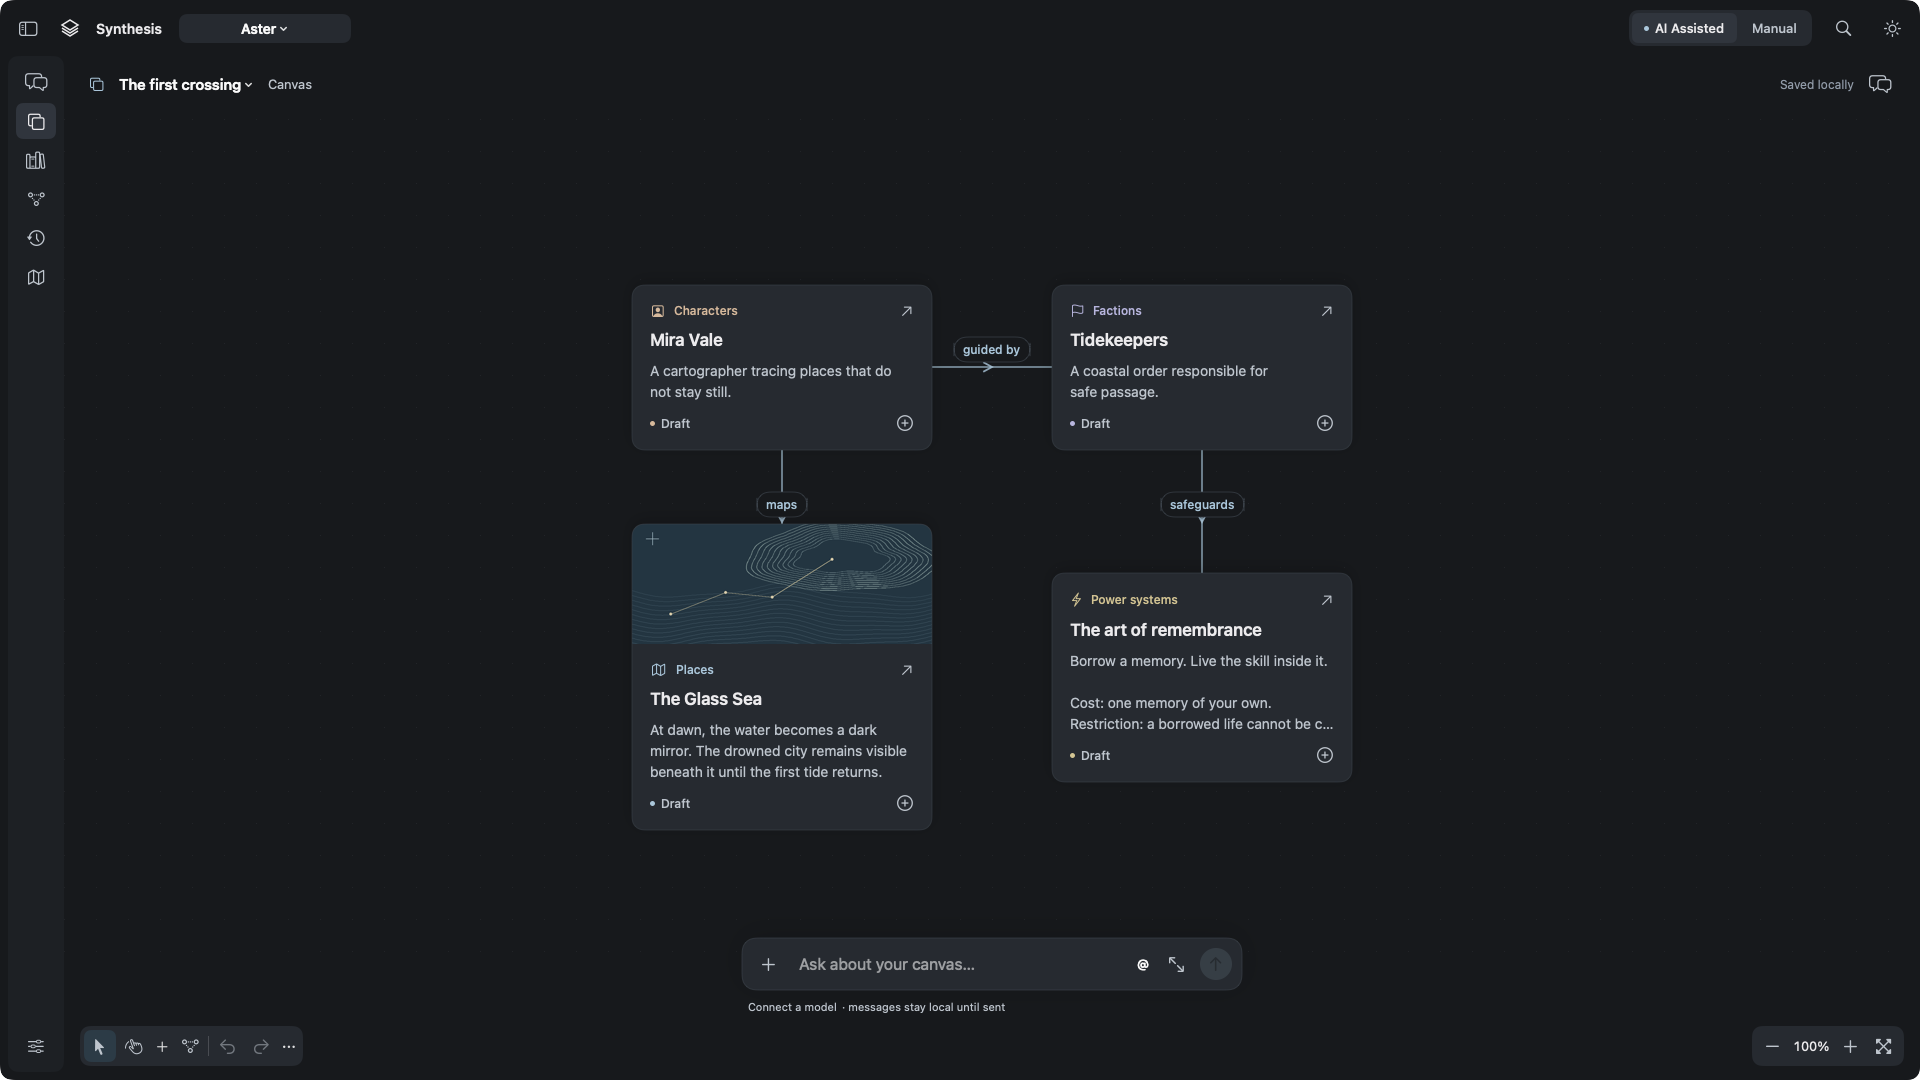 Synthesis
Aster
AI Assisted
Manual
The first crossing
Canvas
Saved locally
Characters
Mira Vale
A cartographer tracing places that do
not stay still.
Draft
guided by
Factions
Tidekeepers
A coastal order responsible for
safe passage.
Draft
maps
safeguards
Places
The Glass Sea
At dawn, the water becomes a dark
mirror. The drowned city remains visible
beneath it until the first tide returns.
Draft
Power systems
The art of remembrance
Borrow a memory. Live the skill inside it.
Cost: one memory of your own.
Restriction: a borrowed life cannot be c...
Draft
Ask about your canvas...
@
Connect a model · messages stay local until sent
100%